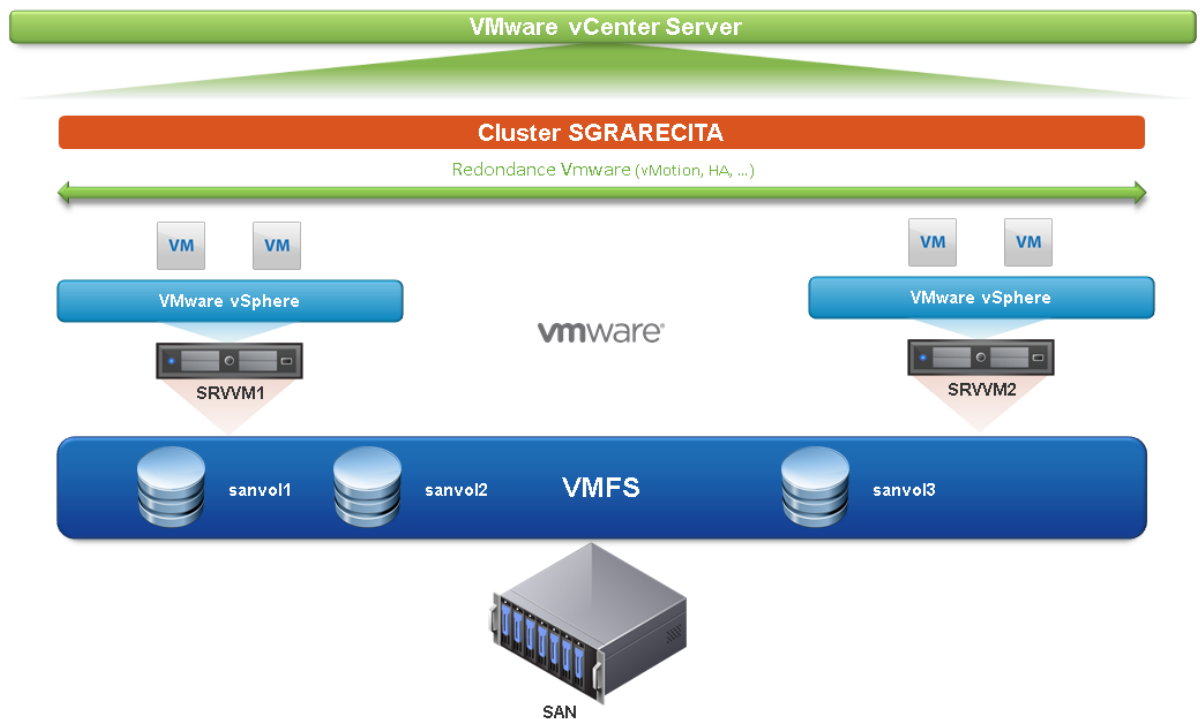 VMware vCenter Server
Cluster SGRARECITA
Redondance Vmware (vMotion, HA, ...)
VM VM
VM VM
VMware vSphere
VMware vSphere
vmware®
SRVVM1
SRVVM2
sanvol1
sanvol2
VMFS
sanvol3
SAN